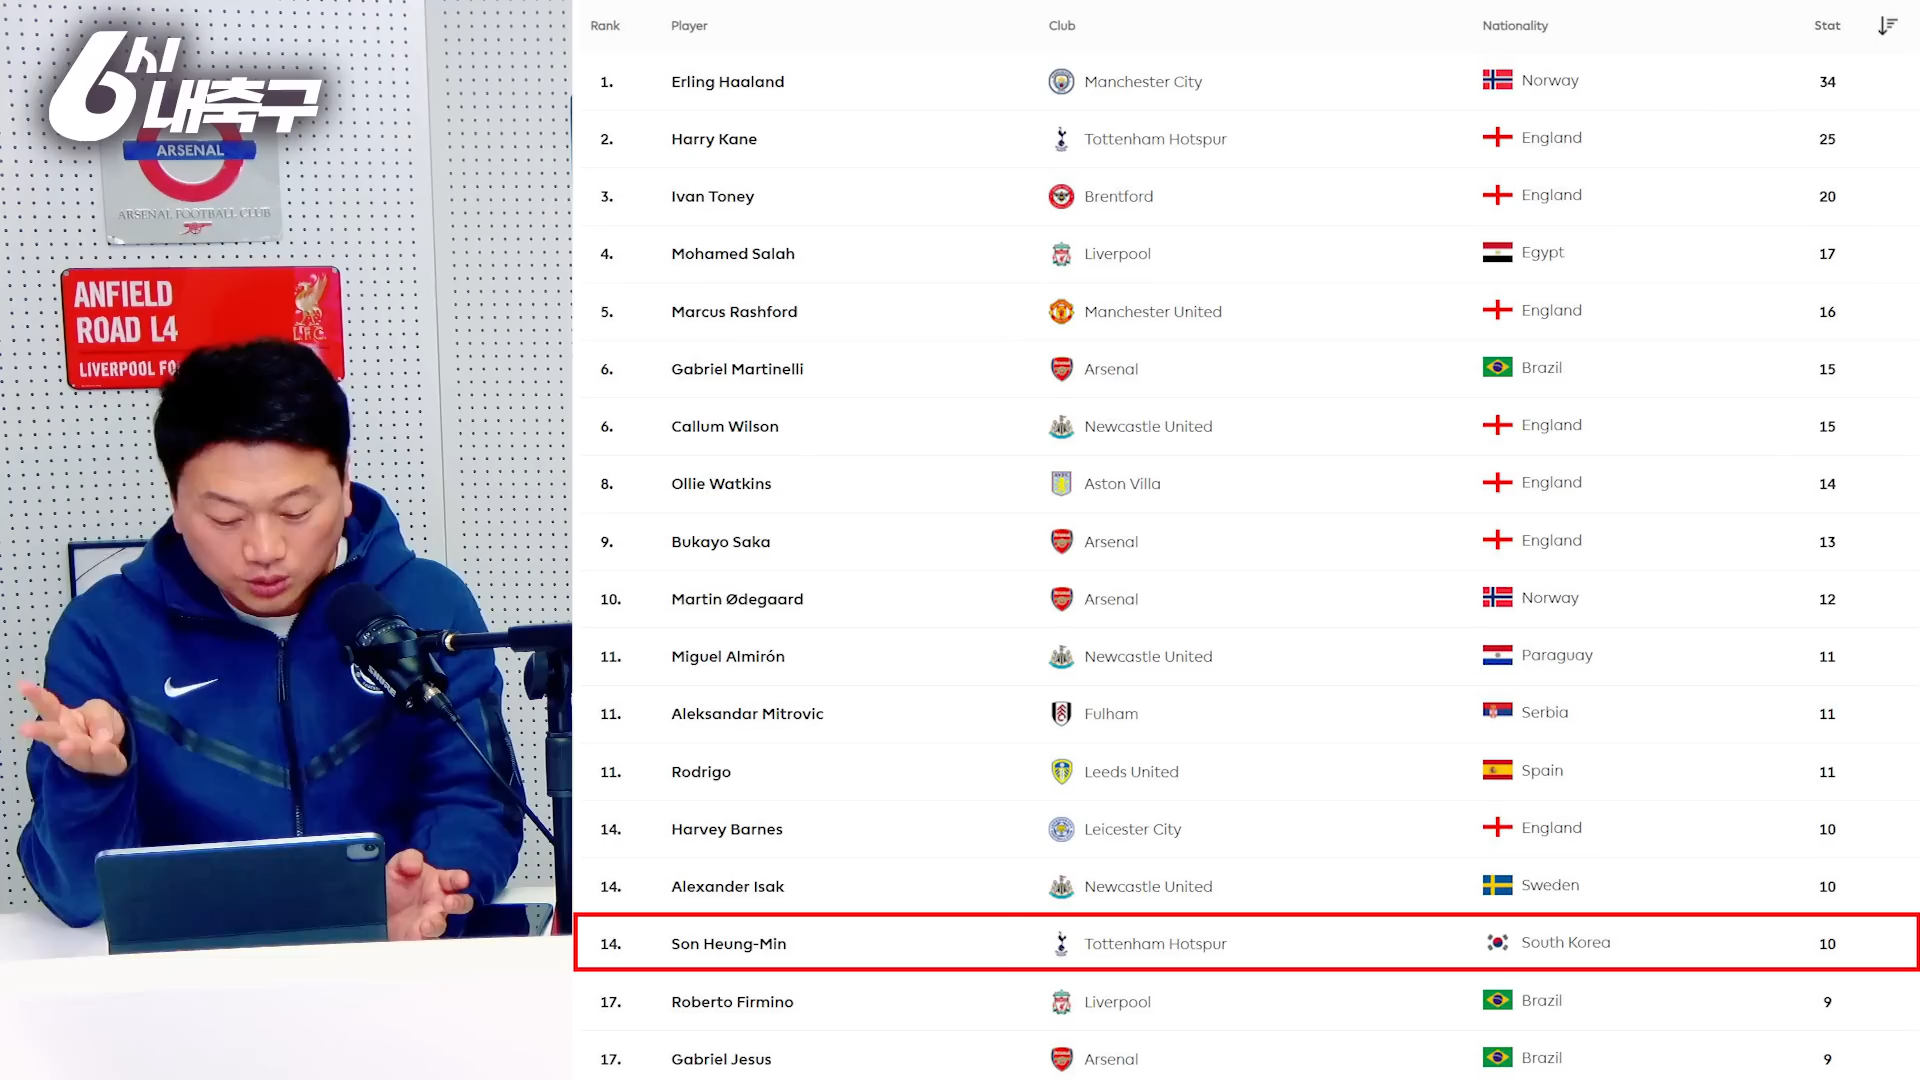 6시
내축구
ARSENAL
ARSENAL FOOTBALL CLUB
ANFIELD
ROAD L4
LIVERPOOL
L.F.C.
SHURE
Rank Player Club Nationality Stat
1. Erling Haaland Manchester City Norway 34
2. Harry Kane Tottenham Hotspur England 25
3. Ivan Toney Brentford England 20
4. Mohamed Salah Liverpool Egypt 17
5. Marcus Rashford Manchester United England 16
6. Gabriel Martinelli Arsenal Brazil 15
6. Callum Wilson Newcastle United England 15
8. Ollie Watkins Aston Villa England 14
9. Bukayo Saka Arsenal England 13
10. Martin Ødegaard Arsenal Norway 12
11. Miguel Almirón Newcastle United Paraguay 11
11. Aleksandar Mitrovic Fulham Serbia 11
11. Rodrigo Leeds United Spain 11
14. Harvey Barnes Leicester City England 10
14. Alexander Isak Newcastle United Sweden 10
14. Son Heung-Min Tottenham Hotspur South Korea 10
17. Roberto Firmino Liverpool Brazil 9
17. Gabriel Jesus Arsenal Brazil 9